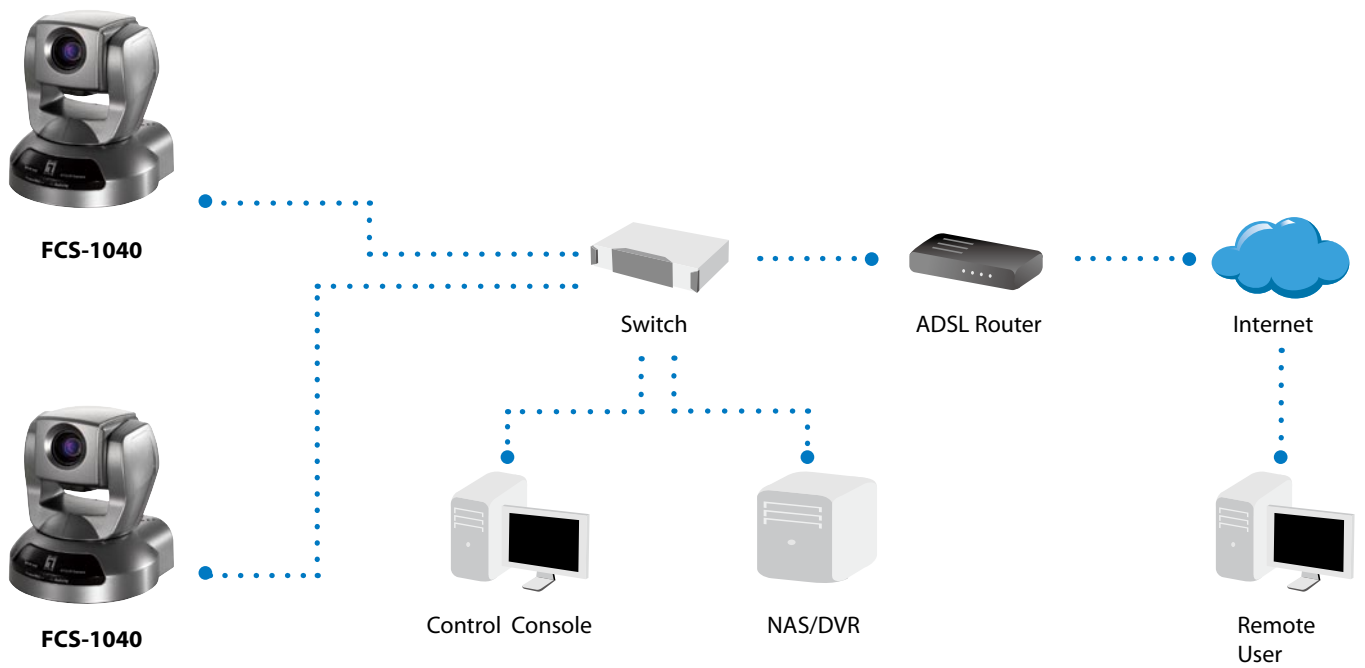 FCS-1040
Switch
ADSL Router
Internet
Control Console
NAS/DVR
Remote
User
FCS-1040